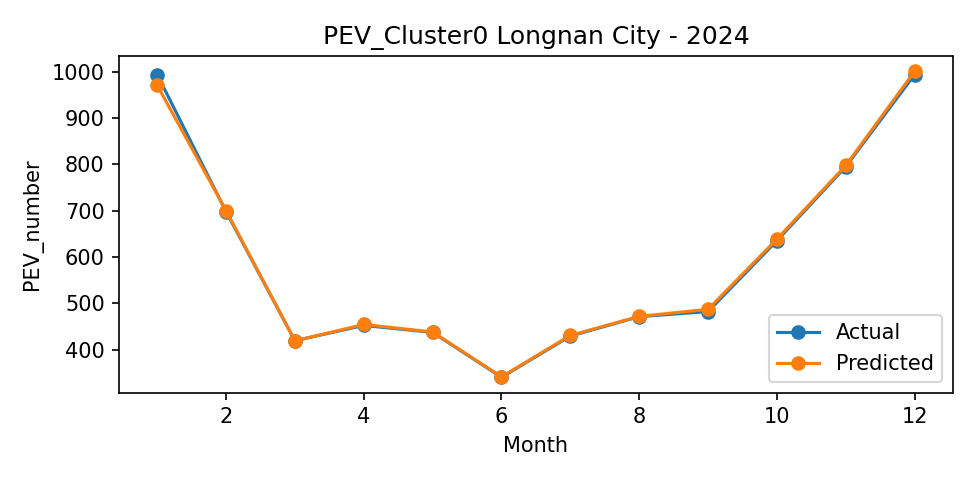 PEV_Cluster0 Longnan City - 2024
PEV_number
1000
900
800
700
600
500
400
2 4 6 8 10 12
Month
Actual
Predicted